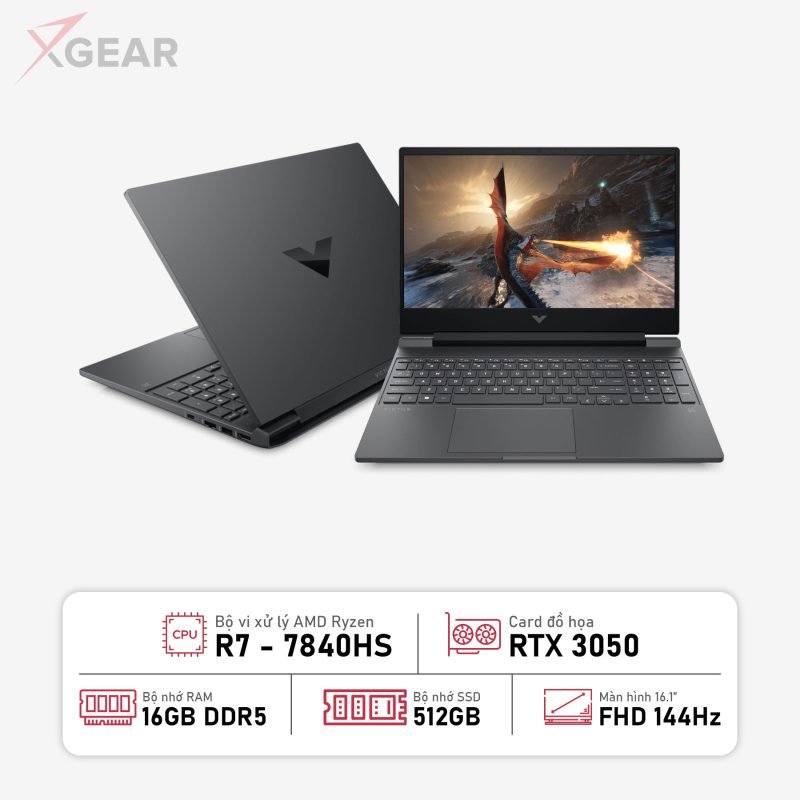 XGEAR
VICTUS
Bộ vi xử lý AMD Ryzen
CPU
R7 - 7840HS
Card đồ họa
RTX 3050
Bộ nhớ RAM
16GB DDR5
Bộ nhớ SSD
512GB
Màn hình 16.1"
FHD 144Hz